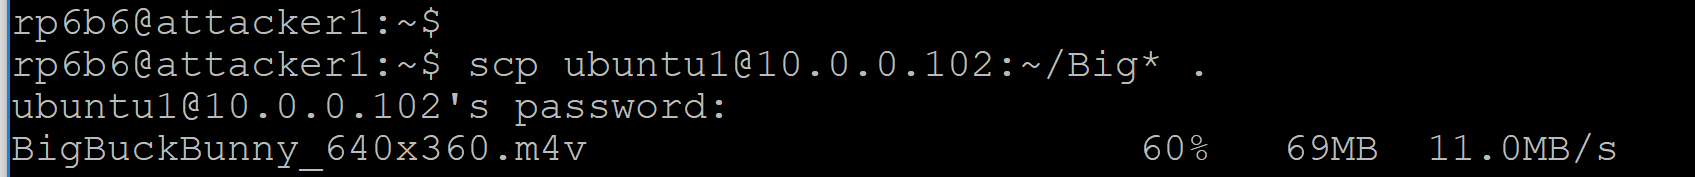 rp6b6@attacker1:~$
rp6b6@attacker1:~$ scp ubuntu1@10.0.0.102:~/Big* .
ubuntu1@10.0.0.102's password:
BigBuckBunny_640x360.m4v 60% 69MB 11.0MB/s